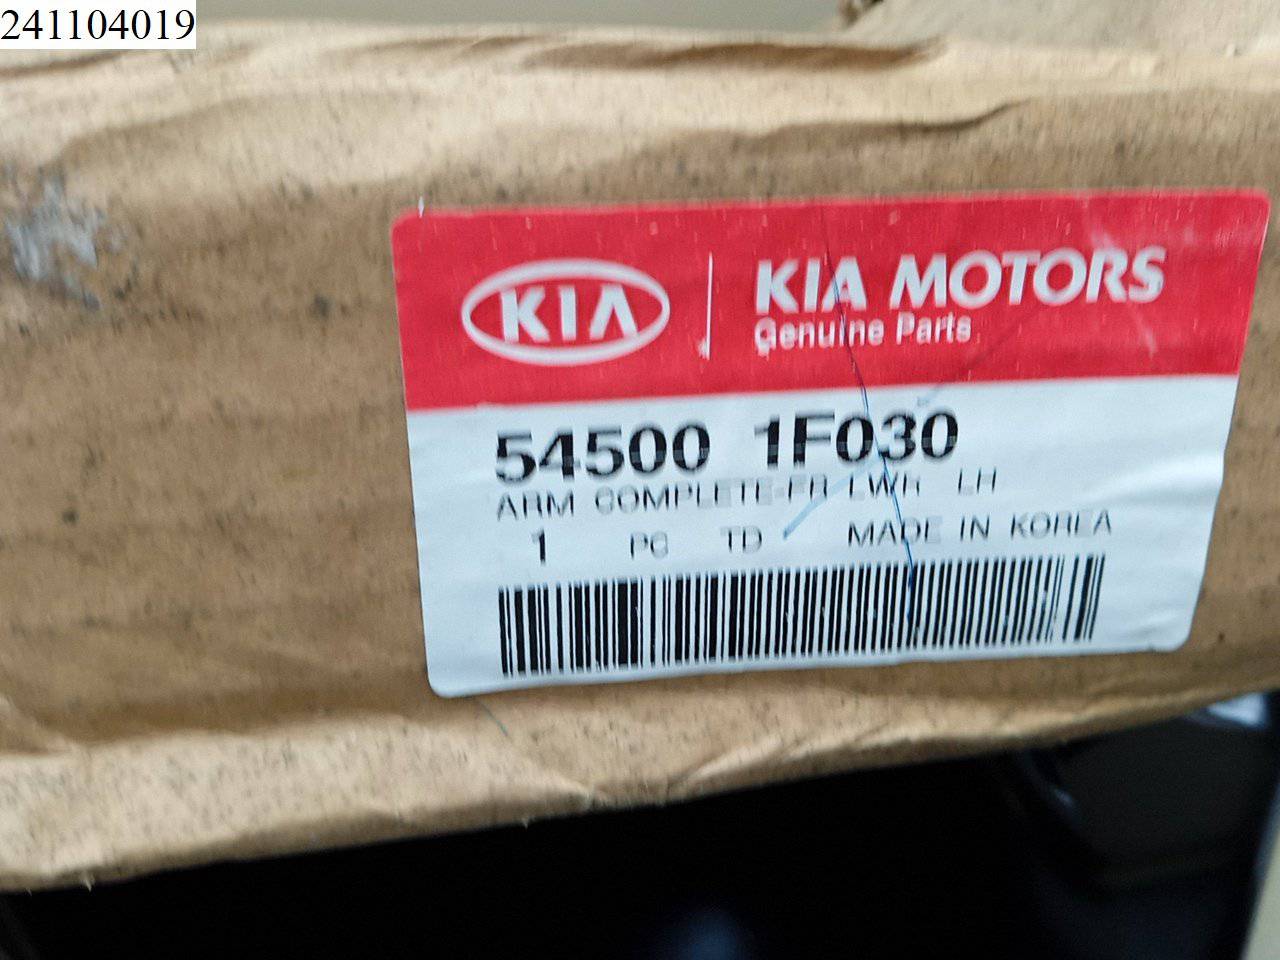 241104019
KIA
KIA MOTORS
Genuine Parts
54500 1F030
ARM COMPLETE-FR LWR LH
1 PC TD MADE IN KOREA